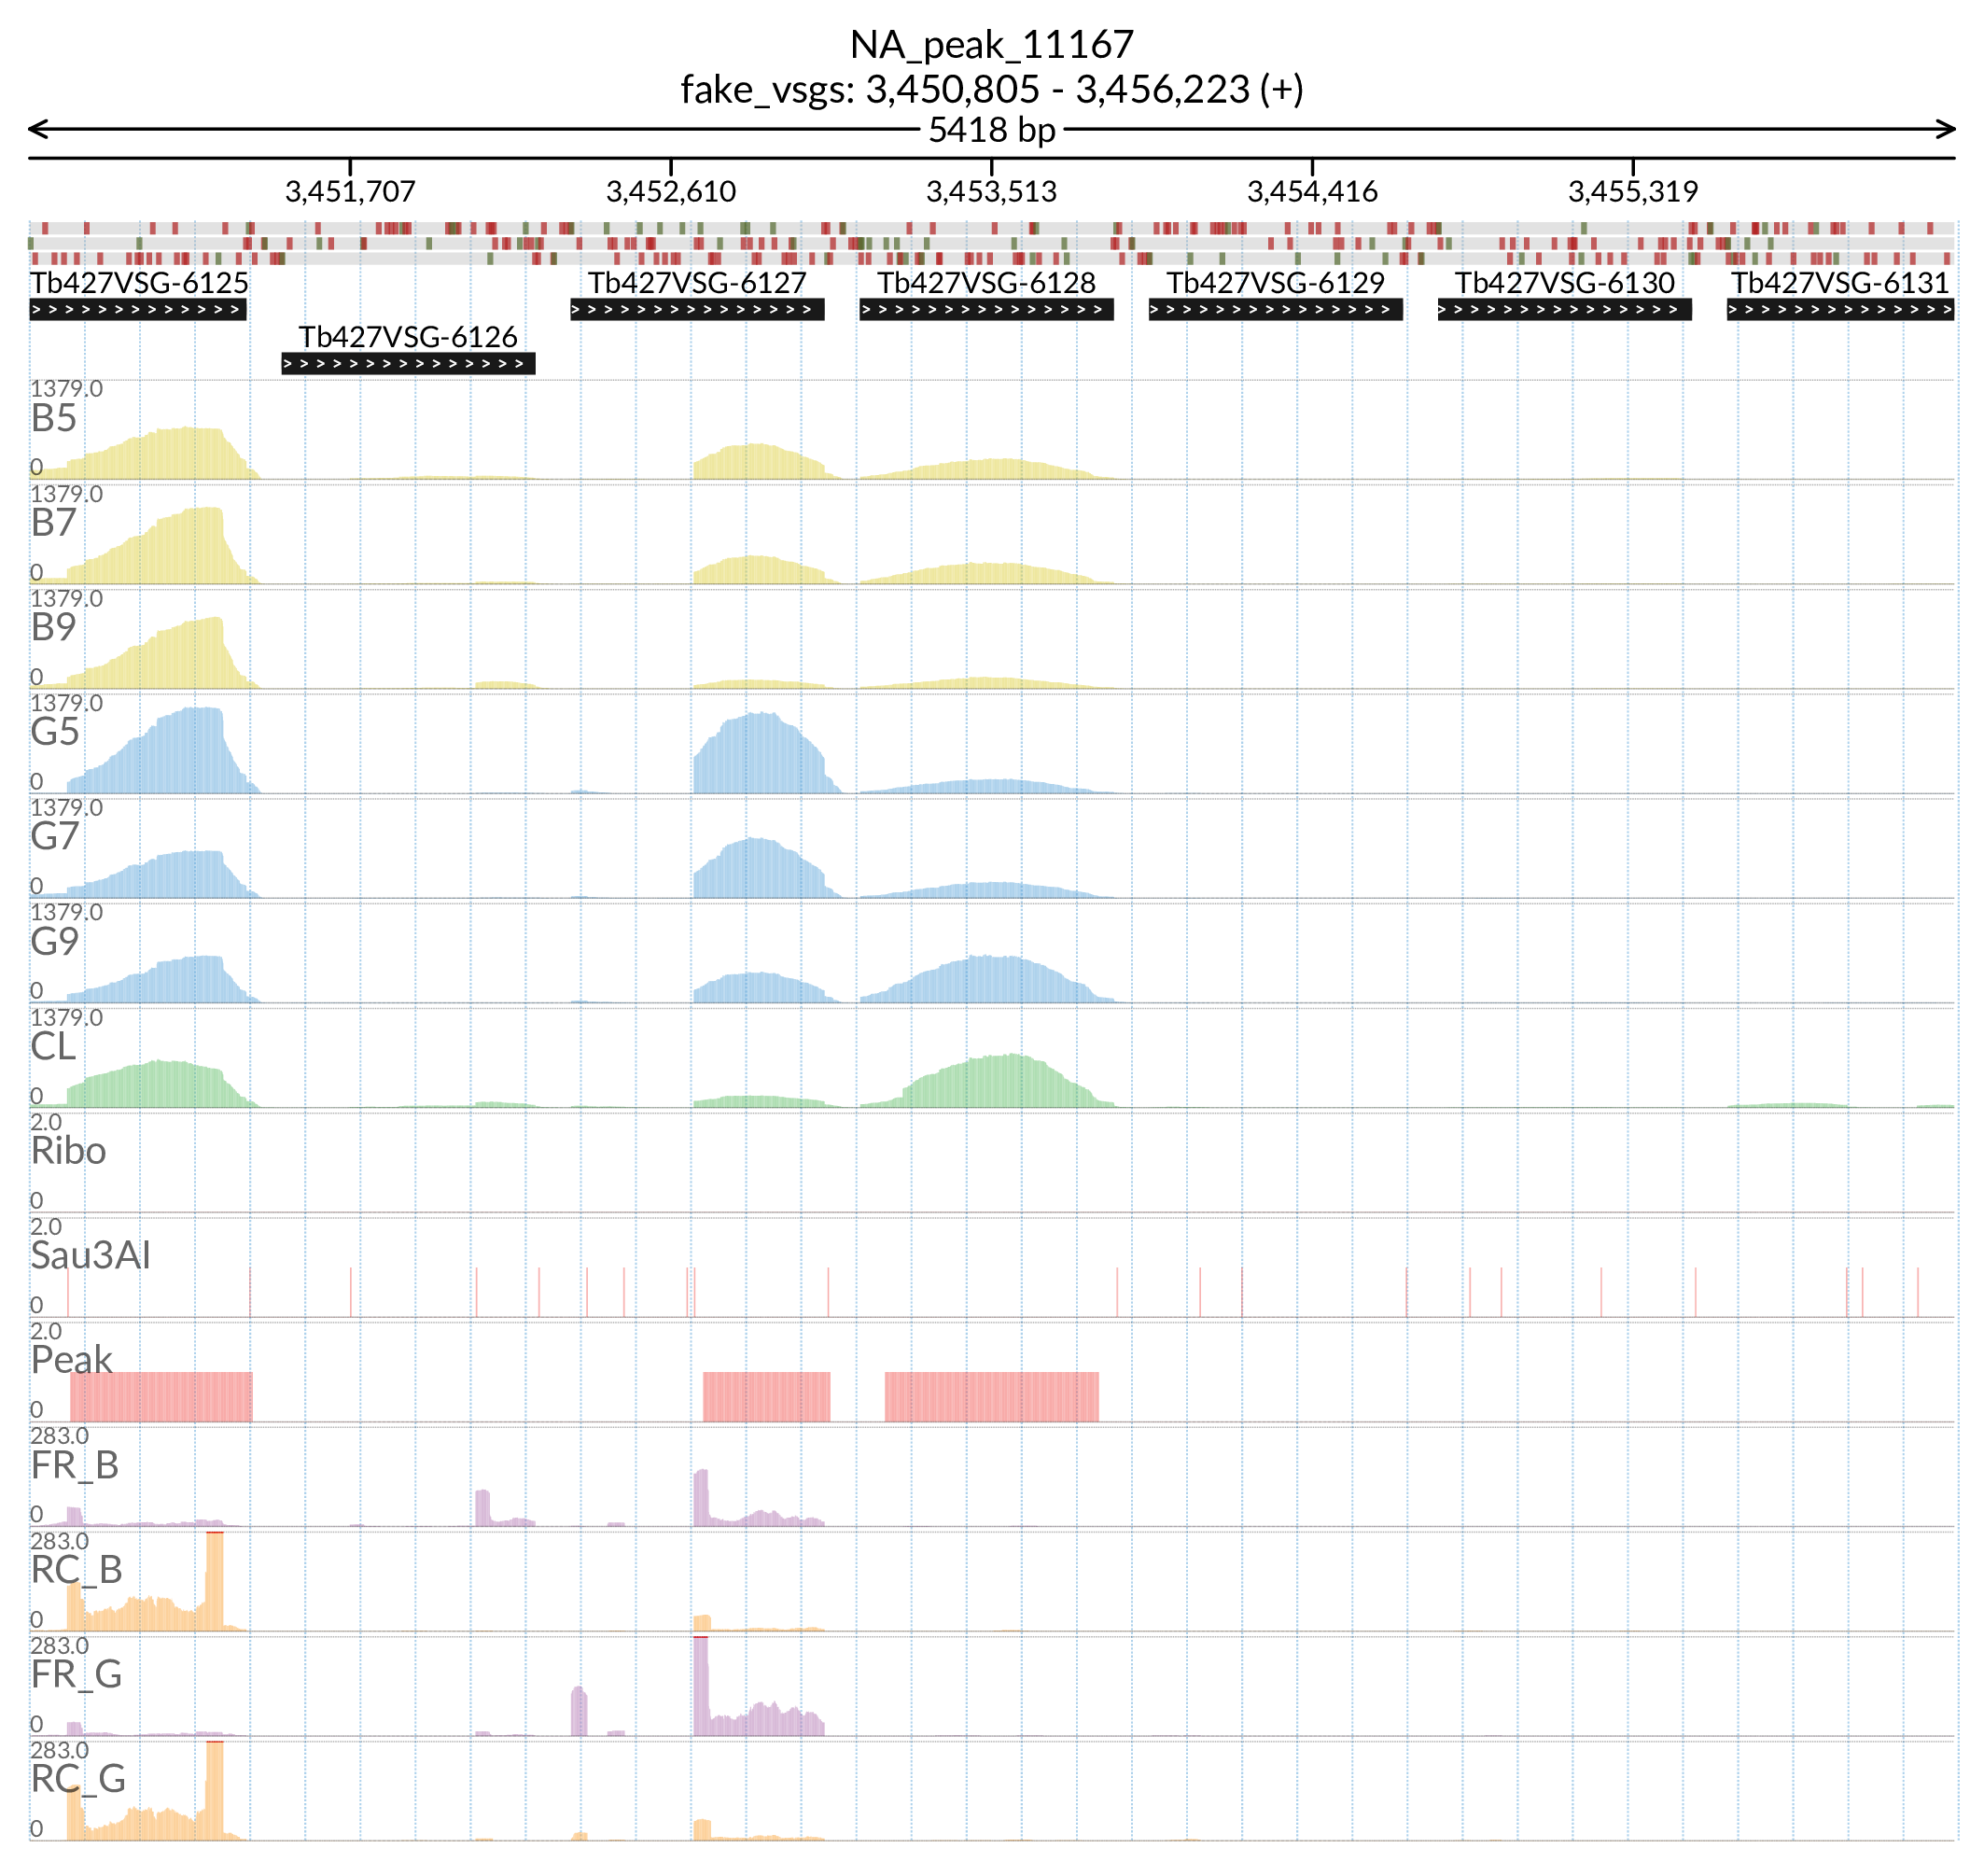 NA_peak_11167
fake_vsgs: 3,450,805 - 3,456,223 (+)
5418 bp
3,451,707 3,452,610 3,453,513 3,454,416 3,455,319
Tb427VSG-6125 Tb427VSG-6127 Tb427VSG-6128 Tb427VSG-6129 Tb427VSG-6130 Tb427VSG-6131
Tb427VSG-6126
1379.0
B5
0
1379.0
B7
0
1379.0
B9
0
1379.0
G5
0
1379.0
G7
0
1379.0
G9
0
1379.0
CL
0
2.0
Ribo
0
2.0
Sau3AI
0
2.0
Peak
0
283.0
FR_B
0
283.0
RC_B
0
283.0
FR_G
0
283.0
RC_G
0